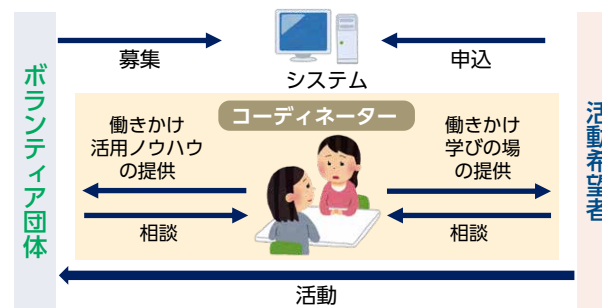 募集
申込
システム
ボランティア団体
活動希望者
コーディネーター
働きかけ
活用ノウハウ
の提供
働きかけ
学びの場
の提供
相談
相談
活動